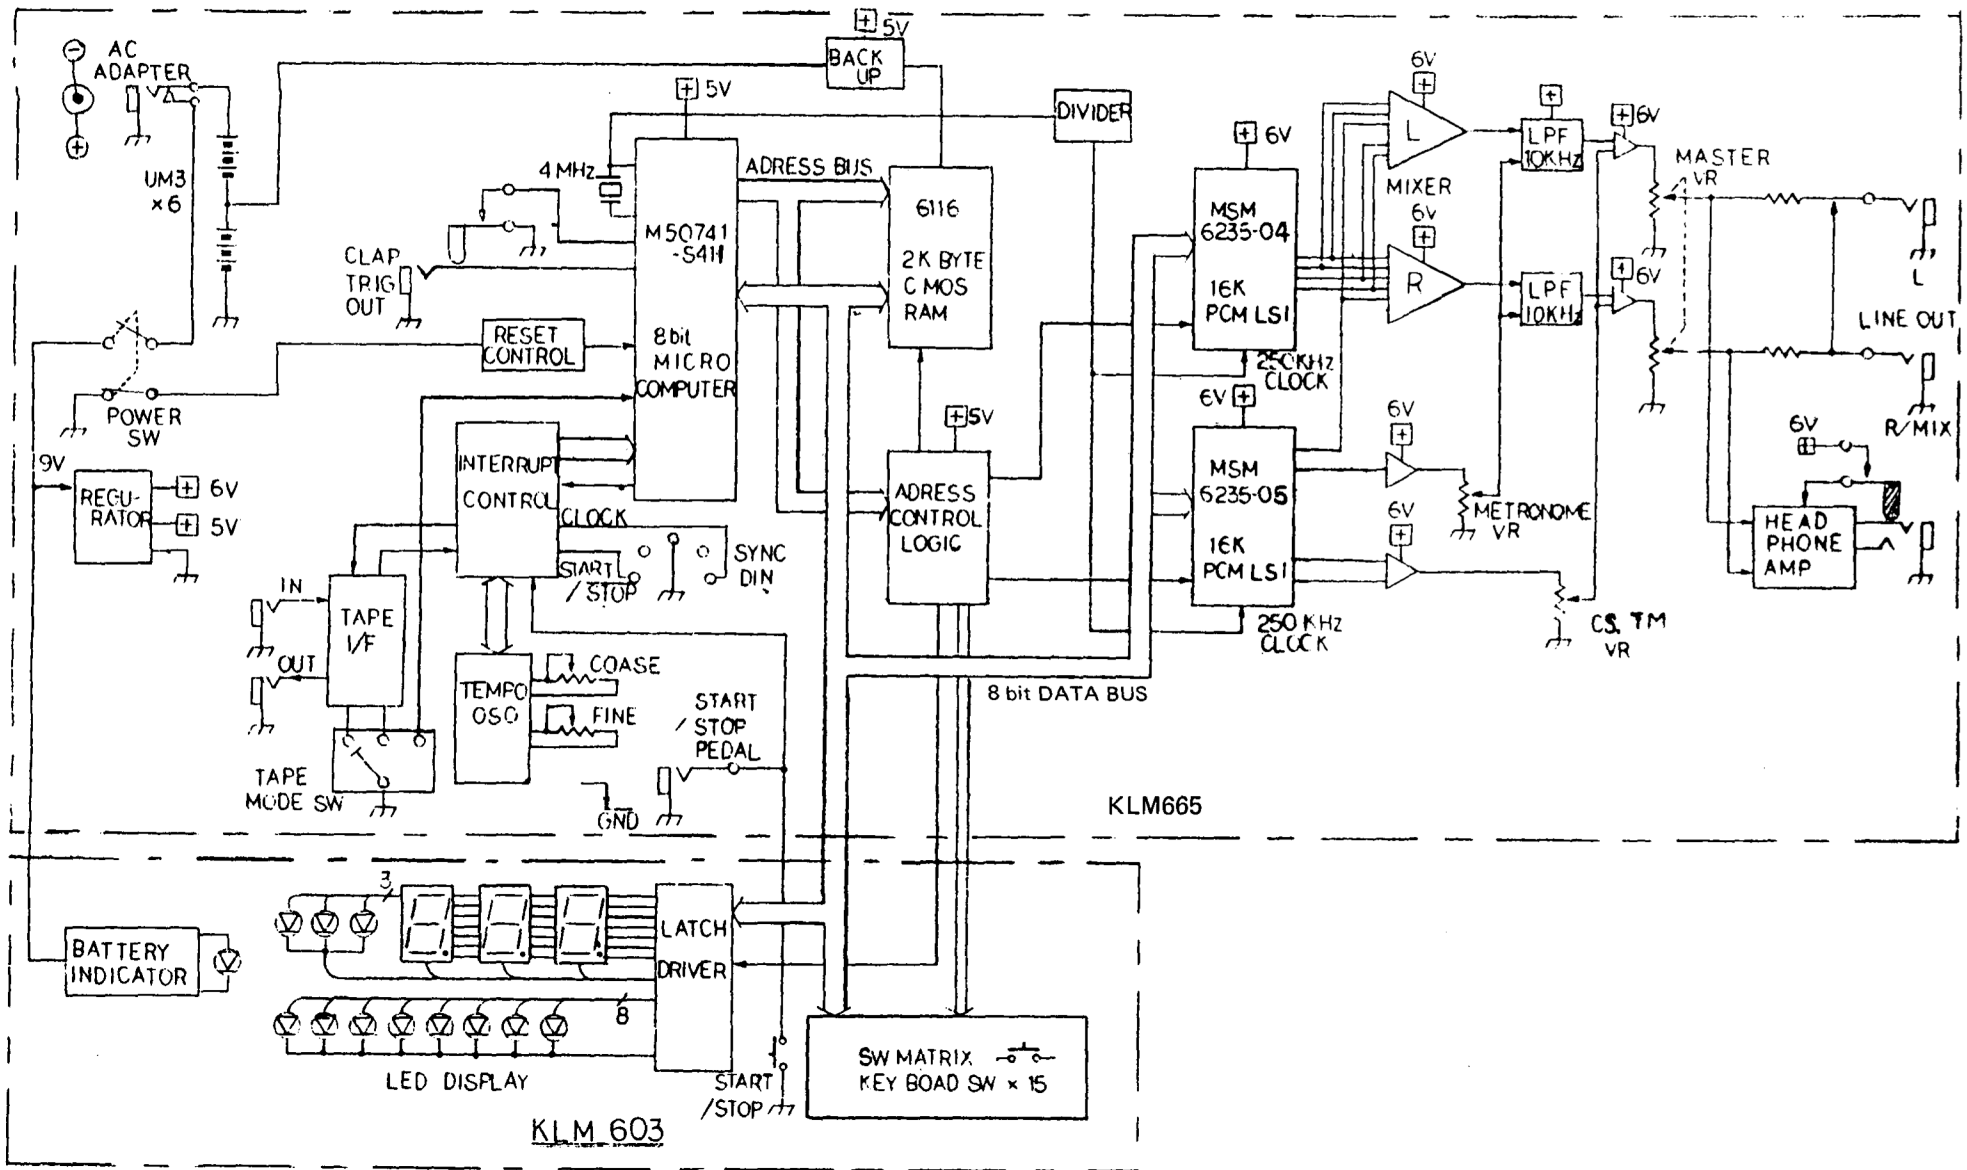 AC
ADAPTER
UM3
×6
BACK
UP
5V
5V
4 MHz
ADRESS BUS
M50741
-S411
8 bit
MICRO
COMPUTER
CLAP
TRIG
OUT
RESET
CONTROL
POWER
SW
9V
REGU-
RATOR
6V
5V
INTERRUPT
CONTROL
CLOCK
START
/STOP
SYNC
DIN
IN
OUT
TAPE
I/F
TAPE
MODE SW
TEMPO
OSO
COASE
FINE
GND
START
/STOP
PEDAL
6116
2K BYTE
CMOS
RAM
5V
ADRESS
CONTROL
LOGIC
DIVIDER
6V
MSM
6235-04
16K
PCM LSI
250KHz
CLOCK
6V
MSM
6235-05
16K
PCM LSI
250 KHz
CLOCK
8 bit DATA BUS
6V
L
MIXER
6V
R
LPF
10KHz
LPF
10KHz
6V
6V
MASTER
VR
6V
METRONOME
VR
6V
CS. TM
VR
L
LINE OUT
R/MIX
6V
HEAD
PHONE
AMP
KLM665
BATTERY
INDICATOR
3
8
LATCH
DRIVER
LED DISPLAY
START
/STOP
SW MATRIX
KEY BOAD SW × 15
KLM 603